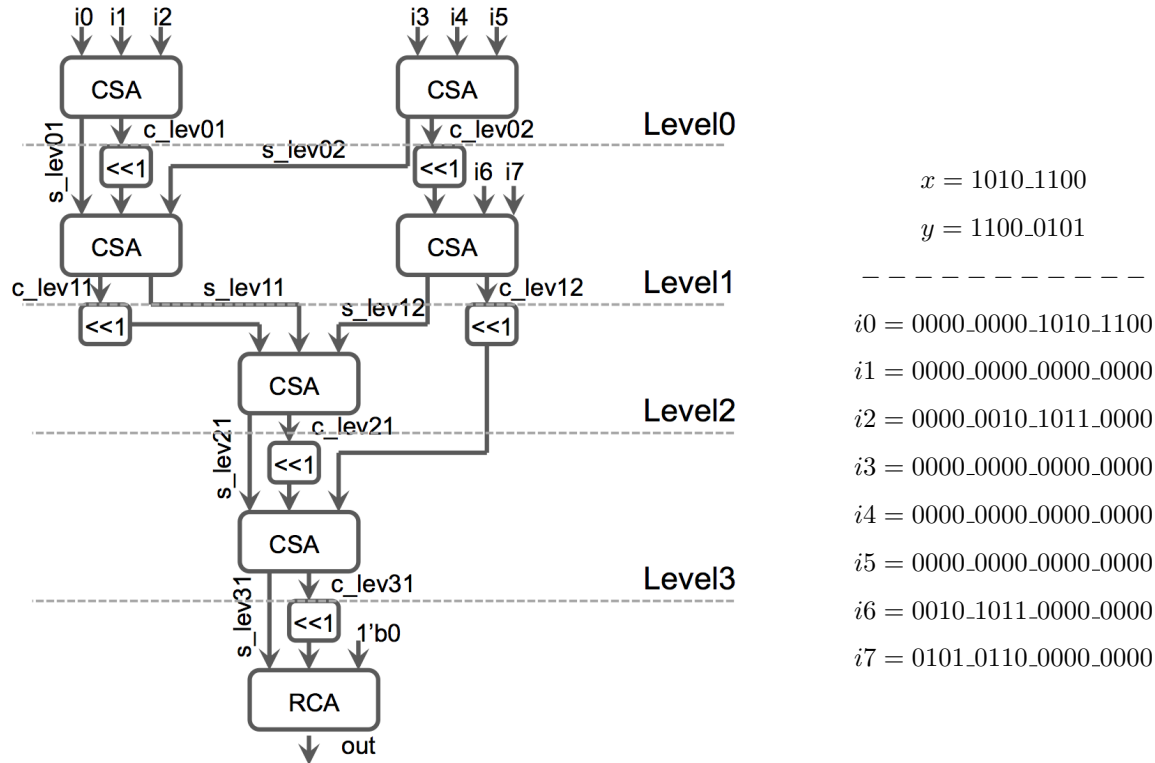 i0 i1 i2 i3 i4 i5
CSA CSA
s_lev01 c_lev01 c_lev02 Level0
s_lev02
<<1 <<1 i6 i7
CSA CSA
c_lev11 s_lev11 c_lev12 Level1
s_lev12
<<1 <<1
CSA
s_lev21 c_lev21 Level2
<<1
CSA
s_lev31 c_lev31 Level3
<<1 1'b0
RCA
out
x = 1010_1100
y = 1100_0101
– – – – – – – – – – –
i0 = 0000_0000_1010_1100
i1 = 0000_0000_0000_0000
i2 = 0000_0010_1011_0000
i3 = 0000_0000_0000_0000
i4 = 0000_0000_0000_0000
i5 = 0000_0000_0000_0000
i6 = 0010_1011_0000_0000
i7 = 0101_0110_0000_0000